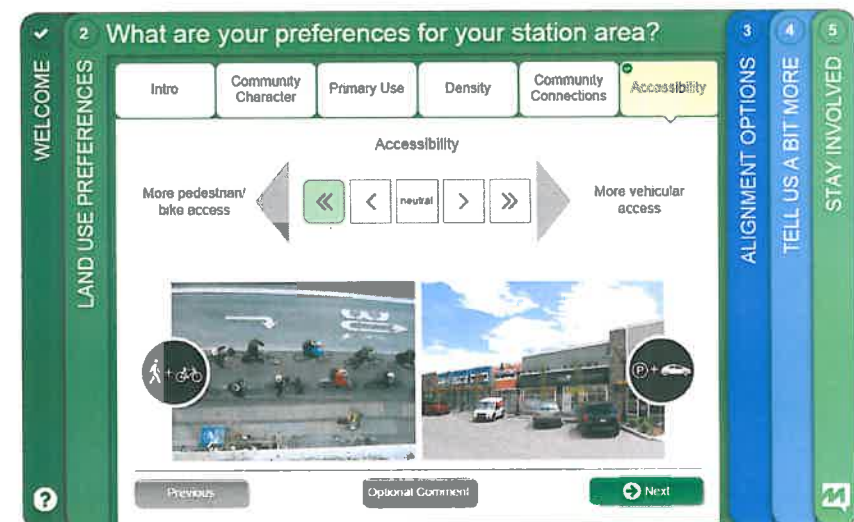 WELCOME
2 LAND USE PREFERENCES
What are your preferences for your station area?
Intro
Community
Character
Primary Use
Density
Community
Connections
Accessibility
Accessibility
More pedestrian/
bike access
neutral
More vehicular
access
P
Previous
Optional Comment
Next
3 ALIGNMENT OPTIONS
4 TELL US A BIT MORE
5 STAY INVOLVED
?